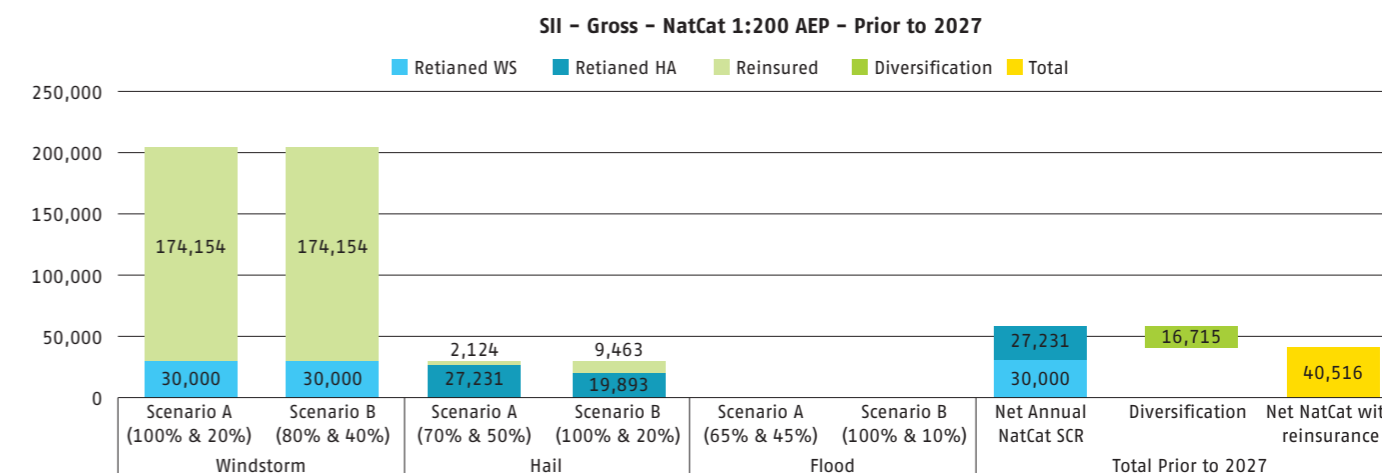 SII – Gross – NatCat 1:200 AEP – Prior to 2027
Retianed WS Retianed HA Reinsured Diversification Total
250,000
200,000
150,000
100,000
50,000
0
174,154 174,154
30,000 30,000
2,124 9,463
27,231 19,893
27,231
30,000
16,715
40,516
Scenario A Scenario B Scenario A Scenario B Scenario A Scenario B Net Annual Diversification Net NatCat wit
(100% & 20%) (80% & 40%) (70% & 50%) (100% & 20%) (65% & 45%) (100% & 10%) NatCat SCR reinsurance
Windstorm Hail Flood Total Prior to 2027